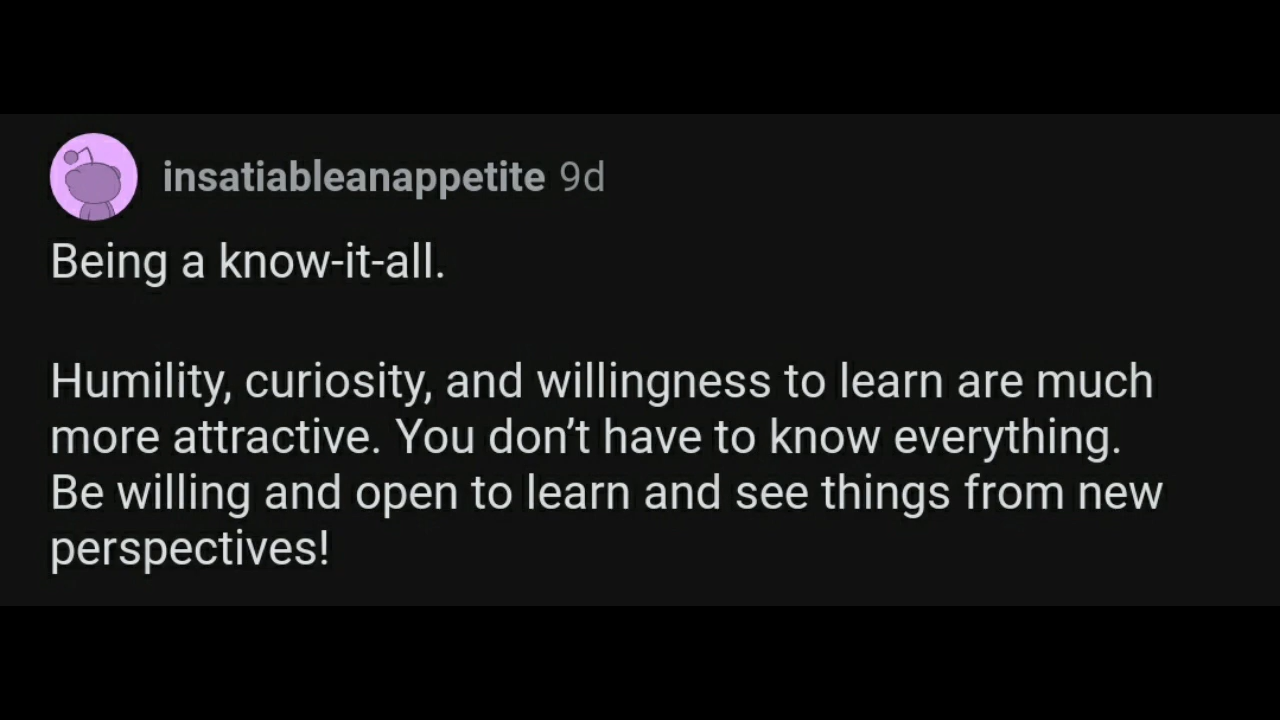 insatiableanappetite 9d
Being a know-it-all.
Humility, curiosity, and willingness to learn are much
more attractive. You don’t have to know everything.
Be willing and open to learn and see things from new
perspectives!